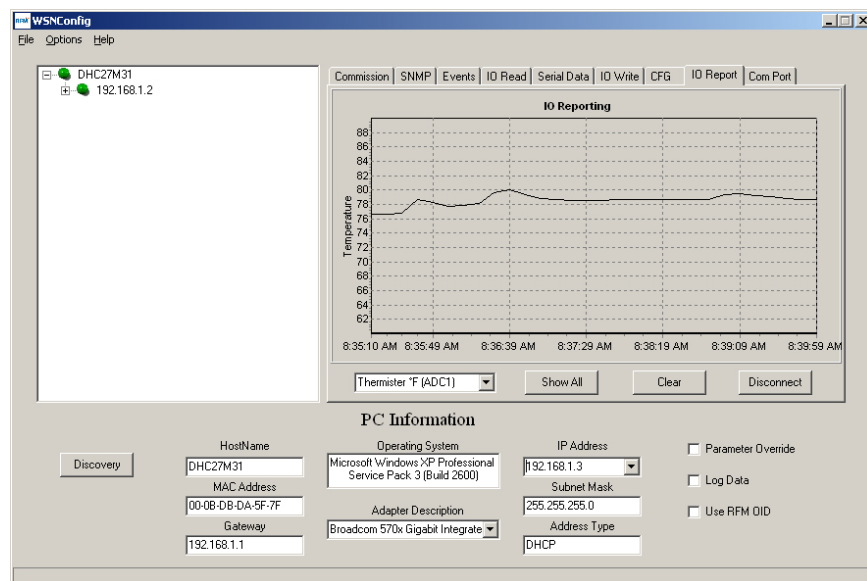 RFM WSNConfig
File Options Help
DHC27M31
192.168.1.2
Commission SNMP Events IO Read Serial Data IO Write CFG IO Report Com Port
IO Reporting
Temperature
88
86
84
82
80
78
76
74
72
70
68
66
64
62
8:35:10 AM 8:35:49 AM 8:36:39 AM 8:37:29 AM 8:38:19 AM 8:39:09 AM 8:39:59 AM
Thermister °F (ADC1) Show All Clear Disconnect
PC Information
Discovery
HostName
DHC27M31
MAC Address
00-0B-DB-DA-5F-7F
Gateway
192.168.1.1
Operating System
Microsoft Windows XP Professional
Service Pack 3 (Build 2600)
Adapter Description
Broadcom 570x Gigabit Integrate
IP Address
192.168.1.3
Subnet Mask
255.255.255.0
Address Type
DHCP
Parameter Override
Log Data
Use RFM OID